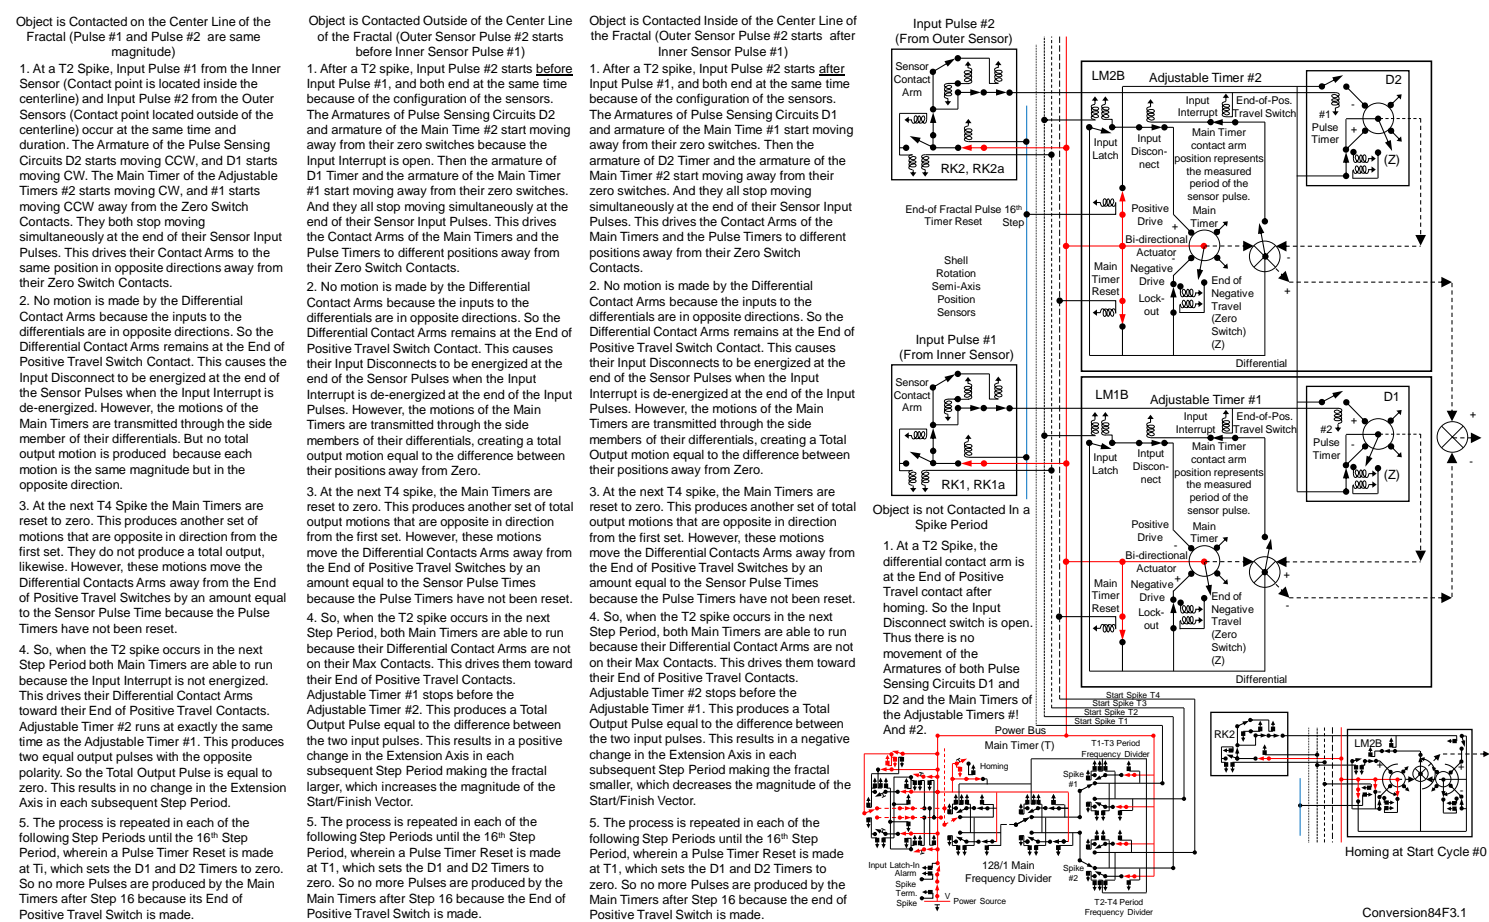 Object is Contacted on the Center Line of the
Fractal (Pulse #1 and Pulse #2  are same
magnitude)
1. At a T2 Spike, Input Pulse #1 from the Inner
Sensor (Contact point is located inside the
centerline) and Input Pulse #2 from the Outer
Sensors (Contact point located outside of the
centerline) occur at the same time and
duration. The Armature of the Pulse Sensing
Circuits D2 starts moving CCW, and D1 starts
moving CW. The Main Timer of the Adjustable
Timers #2 starts moving CW, and #1 starts
moving CCW away from the Zero Switch
Contacts. They both stop moving
simultaneously at the end of their Sensor Input
Pulses. This drives their Contact Arms to the
same position in opposite directions away from
their Zero Switch Contacts.
2. No motion is made by the Differential
Contact Arms because the inputs to the
differentials are in opposite directions. So the
Differential Contact Arms remains at the End of
Positive Travel Switch Contact. This causes the
Input Disconnect to be energized at the end of
the Sensor Pulses when the Input Interrupt is
de-energized. However, the motions of the
Main Timers are transmitted through the side
member of their differentials. But no total
output motion is produced  because each
motion is the same magnitude but in the
opposite direction.
3. At the next T4 Spike the Main Timers are
reset to zero. This produces another set of
motions that are opposite in direction from the
first set. They do not produce a total output,
likewise. However, these motions move the
Differential Contacts Arms away from the End
of Positive Travel Switches by an amount equal
to the Sensor Pulse Time because the Pulse
Timers have not been reset.
4. So, when the T2 spike occurs in the next
Step Period both Main Timers are able to run
because the Input Interrupt is not energized.
This drives their Differential Contact Arms
toward their End of Positive Travel Contacts.
Adjustable Timer #2 runs at exactly the same
time as the Adjustable Timer #1. This produces
two equal output pulses with the opposite
polarity. So the Total Output Pulse is equal to
zero. This results in no change in the Extension
Axis in each subsequent Step Period.
5. The process is repeated in each of the
following Step Periods until the 16th Step
Period, wherein a Pulse Timer Reset is made
at Ti, which sets the D1 and D2 Timers to zero.
So no more Pulses are produced by the Main
Timers after Step 16 because its End of
Positive Travel Switch is made.
Object is Contacted Outside of the Center Line
of the Fractal (Outer Sensor Pulse #2 starts
before Inner Sensor Pulse #1)
1. After a T2 spike, Input Pulse #2 starts before
Input Pulse #1, and both end at the same time
because of the configuration of the sensors.
The Armatures of Pulse Sensing Circuits D2
and armature of the Main Time #2 start moving
away from their zero switches because the
Input Interrupt is open. Then the armature of
D1 Timer and the armature of the Main Timer
#1 start moving away from their zero switches.
And they all stop moving simultaneously at the
end of their Sensor Input Pulses. This drives
the Contact Arms of the Main Timers and the
Pulse Timers to different positions away from
their Zero Switch Contacts.
2. No motion is made by the Differential
Contact Arms because the inputs to the
differentials are in opposite directions. So the
Differential Contact Arms remains at the End of
Positive Travel Switch Contact. This causes
their Input Disconnects to be energized at the
end of the Sensor Pulses when the Input
Interrupt is de-energized at the end of the Input
Pulses. However, the motions of the Main
Timers are transmitted through the side
members of their differentials, creating a total
output motion equal to the difference between
their positions away from Zero.
3. At the next T4 spike, the Main Timers are
reset to zero. This produces another set of total
output motions that are opposite in direction
from the first set. However, these motions
move the Differential Contacts Arms away from
the End of Positive Travel Switches by an
amount equal to the Sensor Pulse Times
because the Pulse Timers have not been reset.
4. So, when the T2 spike occurs in the next
Step Period, both Main Timers are able to run
because their Differential Contact Arms are not
on their Max Contacts. This drives them toward
their End of Positive Travel Contacts.
Adjustable Timer #1 stops before the
Adjustable Timer #2. This produces a Total
Output Pulse equal to the difference between
the two input pulses. This results in a positive
change in the Extension Axis in each
subsequent Step Period making the fractal
larger, which increases the magnitude of the
Start/Finish Vector.
5. The process is repeated in each of the
following Step Periods until the 16th Step
Period, wherein a Pulse Timer Reset is made
at T1, which sets the D1 and D2 Timers to
zero. So no more Pulses are produced by the
Main Timers after Step 16 because the End of
Positive Travel Switch is made.
Object is Contacted Inside of the Center Line of
the Fractal (Outer Sensor Pulse #2 starts  after
Inner Sensor Pulse #1)
1. After a T2 spike, Input Pulse #2 starts after
Input Pulse #1, and both end at the same time
because of the configuration of the sensors.
The Armatures of Pulse Sensing Circuits D1
and armature of the Main Time #1 start moving
away from their zero switches. Then the
armature of D2 Timer and the armature of the
Main Timer #2 start moving away from their
zero switches. And they all stop moving
simultaneously at the end of their Sensor Input
Pulses. This drives the Contact Arms of the
Main Timers and the Pulse Timers to different
positions away from their Zero Switch
Contacts.
2. No motion is made by the Differential
Contact Arms because the inputs to the
differentials are in opposite directions. So the
Differential Contact Arms remains at the End of
Positive Travel Switch Contact. This causes
their Input Disconnects to be energized at the
end of the Sensor Pulses when the Input
Interrupt is de-energized at the end of the Input
Pulses. However, the motions of the Main
Timers are transmitted through the side
members of their differentials, creating a Total
Output motion equal to the difference between
their positions away from Zero.
3. At the next T4 spike, the Main Timers are
reset to zero. This produces another set of total
output motions that are opposite in direction
from the first set. However, these motions
move the Differential Contacts Arms away from
the End of Positive Travel Switches by an
amount equal to the Sensor Pulse Times
because the Pulse Timers have not been reset.
4. So, when the T2 spike occurs in the next
Step Period, both Main Timers are able to run
because their Differential Contact Arms are not
on their Max Contacts. This drives them toward
their End of Positive Travel Contacts.
Adjustable Timer #2 stops before the
Adjustable Timer #1. This produces a Total
Output Pulse equal to the difference between
the two input pulses. This results in a negative
change in the Extension Axis in each
subsequent Step Period making the fractal
smaller, which decreases the magnitude of the
Start/Finish Vector.
5. The process is repeated in each of the
following Step Periods until the 16th Step
Period, wherein a Pulse Timer Reset is made
at T1, which sets the D1 and D2 Timers to
zero. So no more Pulses are produced by the
Main Timers after Step 16 because the end of
Positive Travel Switch is made.
Input Pulse #2
(From Outer Sensor)
Sensor
Contact
Arm
RK2, RK2a
End-of Fractal Pulse 16th
Timer Reset Step
Shell
Rotation
Semi-Axis
Position
Sensors
Input Pulse #1
(From Inner Sensor)
Sensor
Contact
Arm
RK1, RK1a
Object is not Contacted In a
Spike Period
1. At a T2 Spike, the
differential contact arm is
at the End of Positive
Travel contact after
homing. So the Input
Disconnect switch is open.
Thus there is no
movement of the
Armatures of both Pulse
Sensing Circuits D1 and
D2 and the Main Timers of
the Adjustable Timers #!
And #2.
LM2B
Adjustable Timer #2
D2
Input
Interrupt
End-of-Pos.
Travel Switch
#1
Pulse
Timer
(Z)
Input
Latch
Input
Discon-
nect
Main Timer
contact arm
position represents
the measured
period of the
sensor pulse.
Positive
Drive
Main
Timer
+
Bi-directional
Actuator
-
Main
Timer
Reset
Negative
Drive
Lock-
out
End of
Negative
Travel
(Zero
Switch)
(Z)
Differential
LM1B
Adjustable Timer #1
D1
Input
Interrupt
End-of-Pos.
Travel Switch
#2
Pulse
Timer
(Z)
Input
Latch
Intput
Discon-
nect
Main Timer
contact arm
position represents
the measured
period of the
sensor pulse.
Positive
Drive
Main
Timer
-
Bi-directional
Actuator
+
Main
Timer
Reset
Negative
Drive
Lock-
out
End of
Negative
Travel
(Zero
Switch)
(Z)
Differential
Start Spike T4
Start Spike T3
Start Spike T2
Start Spike T1
Power Bus
Main Timer (T)
T1-T3 Period
Frequency Divider
Homing
Spike
#1
128/1 Main
Frequency Divider
Spike
#2
Input Latch-In
Alarm
Spike
Term.
Spike
V
Power Source
T2-T4 Period
Frequency Divider
RK2
LM2B
Homing at Start Cycle #0
Conversion84F3.1